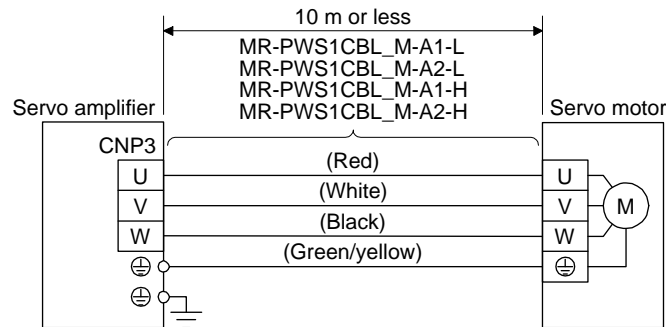 10 m or less
MR-PWS1CBL_M-A1-L
MR-PWS1CBL_M-A2-L
MR-PWS1CBL_M-A1-H
MR-PWS1CBL_M-A2-H
Servo amplifier
Servo motor
CNP3
U
(Red)
U
V
(White)
V
M
W
(Black)
W
(Green/yellow)